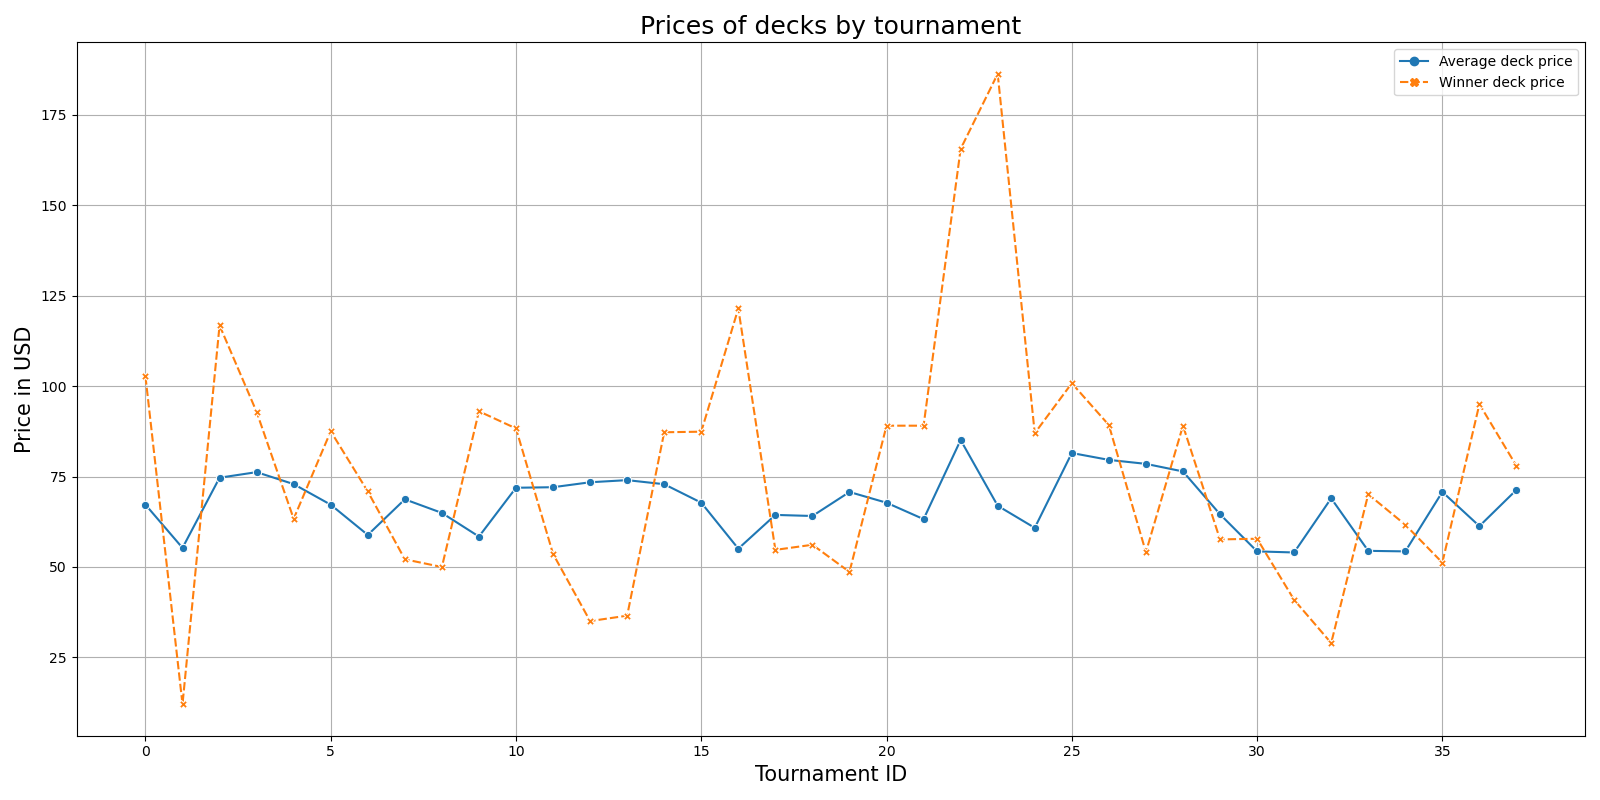 Prices of decks by tournament
Average deck price
Winner deck price
Price in USD
175
150
125
100
75
50
25
0 5 10 15 20 25 30 35
Tournament ID